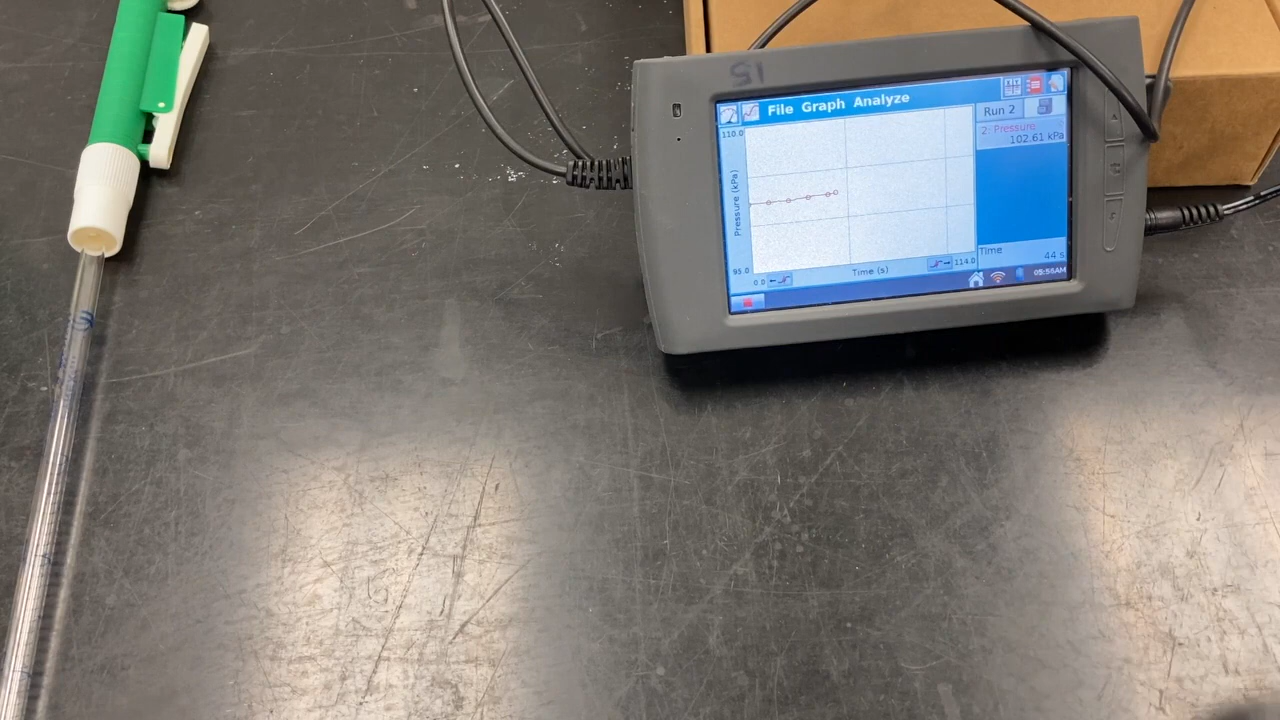 51
File Graph Analyze
Run 2
110.0
2: Pressure
102.61 kPa
Pressure (kPa)
95.0
0.0
Time (s)
114.0
Time
44 s
05:56AM